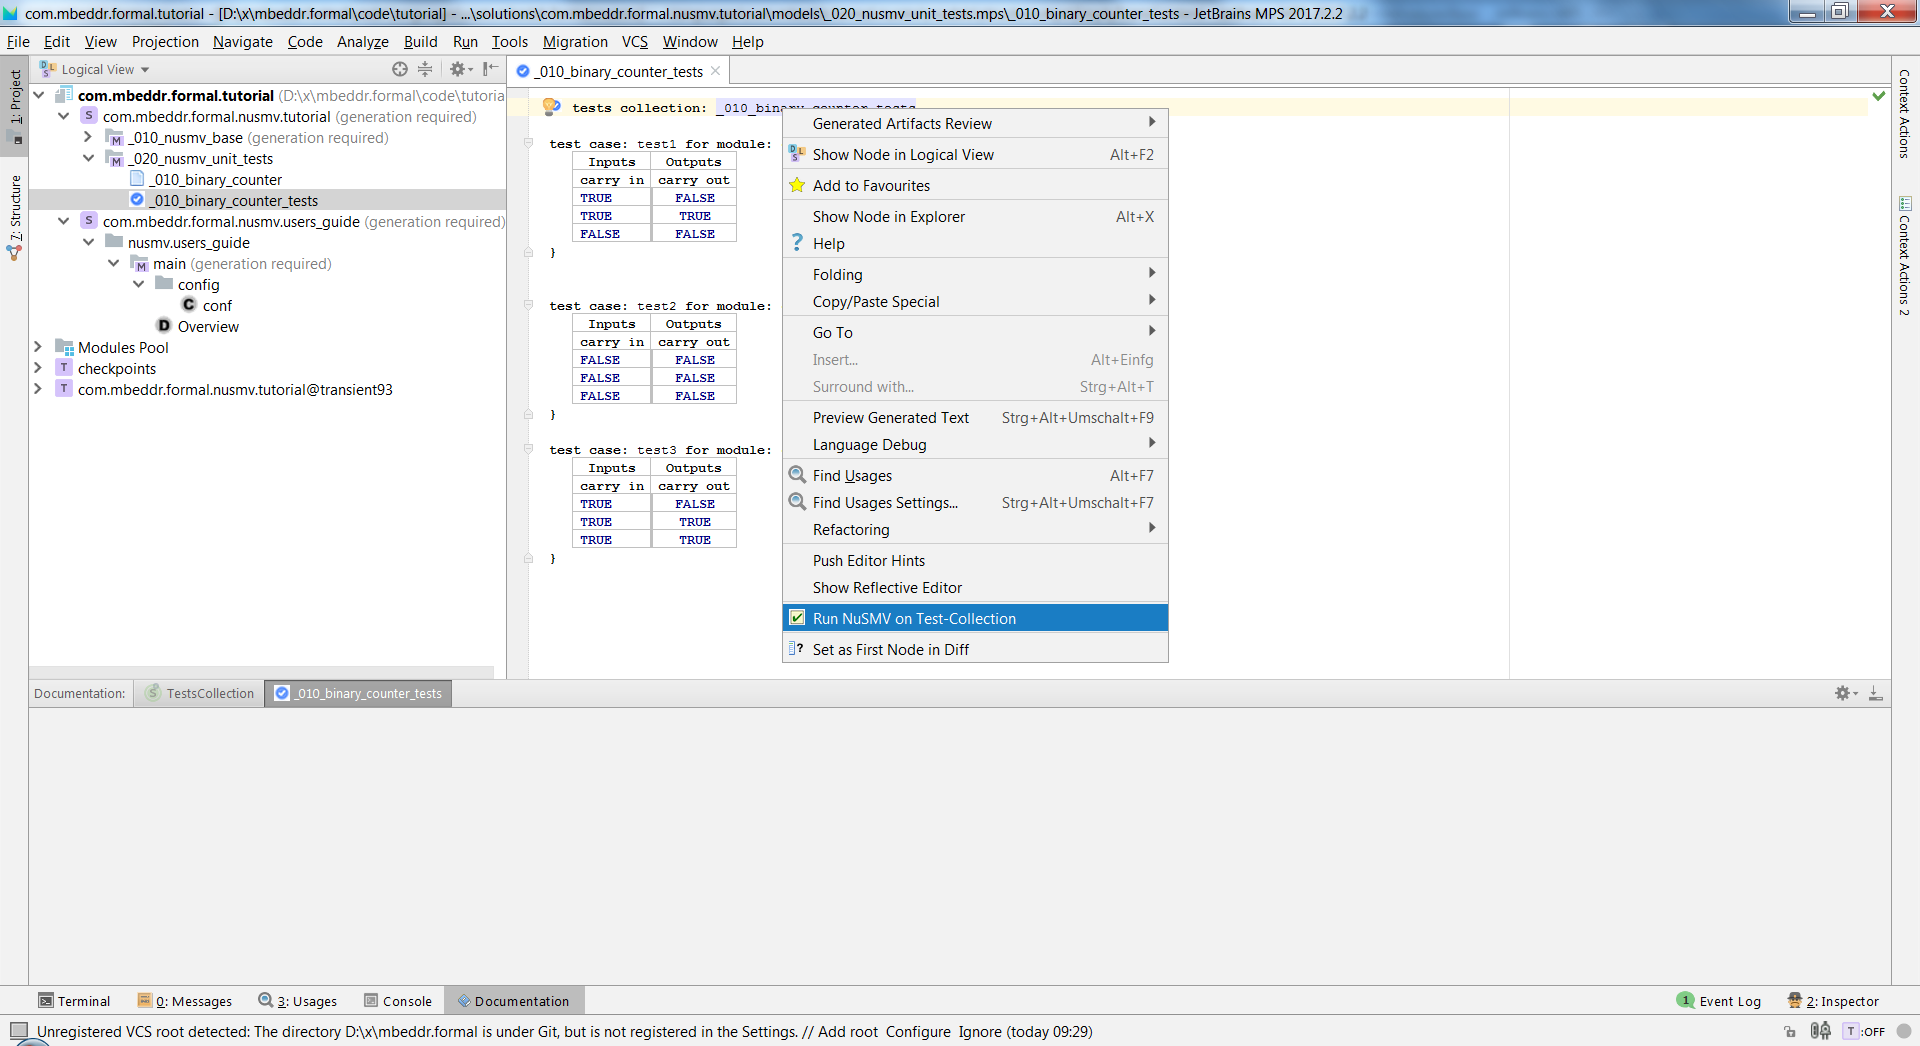 com.mbeddr.formal.tutorial - [D:\x\mbeddr.formal\code\tutorial] - ...\solutions\com.mbeddr.formal.nusmv.tutorial\models\_020_nusmv_unit_tests.mps\_010_binary_counter_tests - JetBrains MPS 2017.2.2
File Edit View Projection Navigate Code Analyze Build Run Tools Migration VCS Window Help
1: Project
7: Structure
Logical View
com.mbeddr.formal.tutorial (D:\x\mbeddr.formal\code\tutoria
com.mbeddr.formal.nusmv.tutorial (generation required)
_010_nusmv_base (generation required)
_020_nusmv_unit_tests
_010_binary_counter
_010_binary_counter_tests
com.mbeddr.formal.nusmv.users_guide (generation required)
nusmv.users_guide
main (generation required)
config
conf
Overview
Modules Pool
checkpoints
com.mbeddr.formal.nusmv.tutorial@transient93
_010_binary_counter_tests
tests collection: _010_binary_counter_tests
test case: test1 for module:
Inputs Outputs
carry in carry out
TRUE FALSE
TRUE TRUE
FALSE FALSE
}
test case: test2 for module:
Inputs Outputs
carry in carry out
FALSE FALSE
FALSE FALSE
FALSE FALSE
}
test case: test3 for module:
Inputs Outputs
carry in carry out
TRUE FALSE
TRUE TRUE
TRUE TRUE
}
Generated Artifacts Review
Show Node in Logical View Alt+F2
Add to Favourites
Show Node in Explorer Alt+X
Help
Folding
Copy/Paste Special
Go To
Insert... Alt+Einfg
Surround with... Strg+Alt+T
Preview Generated Text Strg+Alt+Umschalt+F9
Language Debug
Find Usages Alt+F7
Find Usages Settings... Strg+Alt+Umschalt+F7
Refactoring
Push Editor Hints
Show Reflective Editor
Run NuSMV on Test-Collection
Set as First Node in Diff
Context Actions
Context Actions 2
Documentation: TestsCollection _010_binary_counter_tests
Terminal 0: Messages 3: Usages Console Documentation 1 Event Log 2: Inspector
Unregistered VCS root detected: The directory D:\x\mbeddr.formal is under Git, but is not registered in the Settings. // Add root Configure Ignore (today 09:29) T :OFF